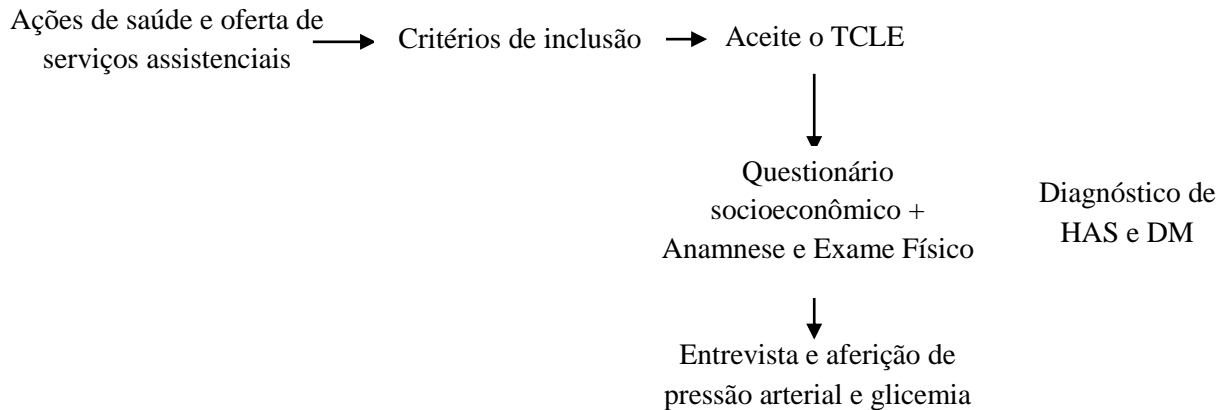 Ações de saúde e oferta de
serviços assistenciais
Critérios de inclusão
Aceite o TCLE
Questionário
socioeconômico +
Anamnese e Exame Físico
Diagnóstico de
HAS e DM
Entrevista e aferição de
pressão arterial e glicemia